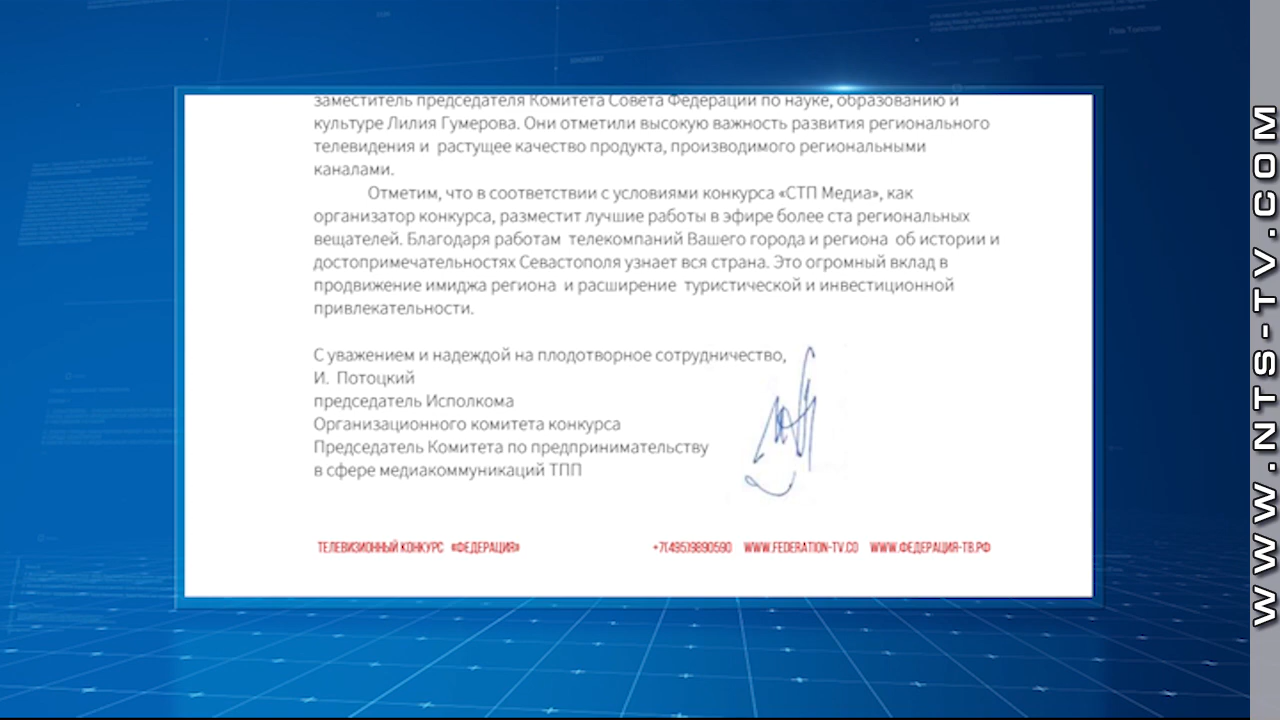 заместитель председателя Комитета Совета Федерации по науке, образованию и
культуре Лилия Гумерова. Они отметили высокую важность развития регионального
телевидения и растущее качество продукта, производимого региональными
каналами.
Отметим, что в соответствии с условиями конкурса «СТП Медиа», как
организатор конкурса, разместит лучшие работы в эфире более ста региональных
вещателей. Благодаря работам телекомпаний Вашего города и региона об истории и
достопримечательностях Севастополя узнает вся страна. Это огромный вклад в
продвижение имиджа региона и расширение туристической и инвестиционной
привлекательности.
С уважением и надеждой на плодотворное сотрудничество,
И. Потоцкий
председатель Исполкома
Организационного комитета конкурса
Председатель Комитета по предпринимательству
в сфере медиакоммуникаций ТПП
ТЕЛЕВИЗИОННЫЙ КОНКУРС «ФЕДЕРАЦИЯ»
+7(495)9890590 WWW.FEDERATION-TV.CO WWW.ФЕДЕРАЦИЯ-ТВ.РФ
WWW.NTS-TV.COM